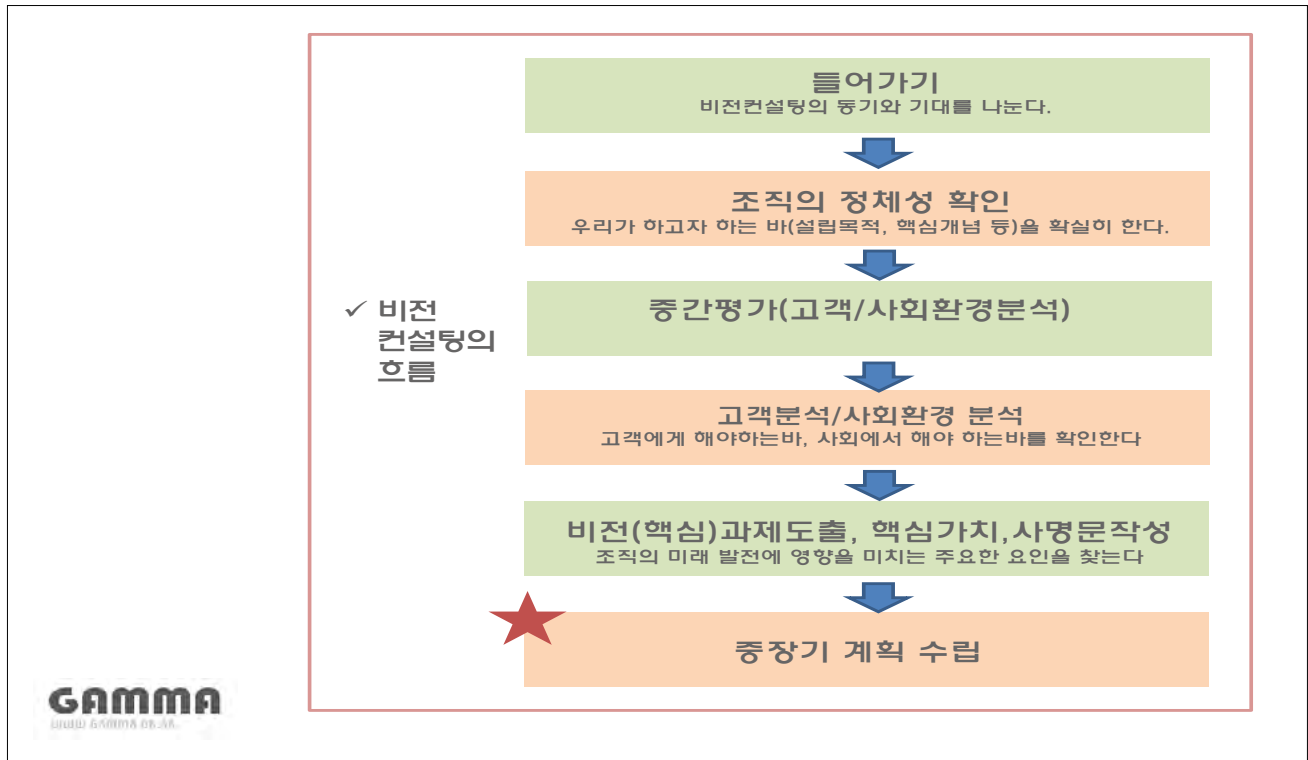 들어가기
비전컨설팅의 동기와 기대를 나눈다.
조직의 정체성 확인
우리가 하고자 하는 바(설립목적, 핵심개념 등)을 확실히 한다.
✓ 비전
컨설팅의
흐름
중간평가(고객/사회환경분석)
고객분석/사회환경 분석
고객에게 해야하는바, 사회에서 해야 하는바를 확인한다
비전(핵심)과제도출, 핵심가치,사명문작성
조직의 미래 발전에 영향을 미치는 주요한 요인을 찾는다
중장기 계획 수립
GAMMA